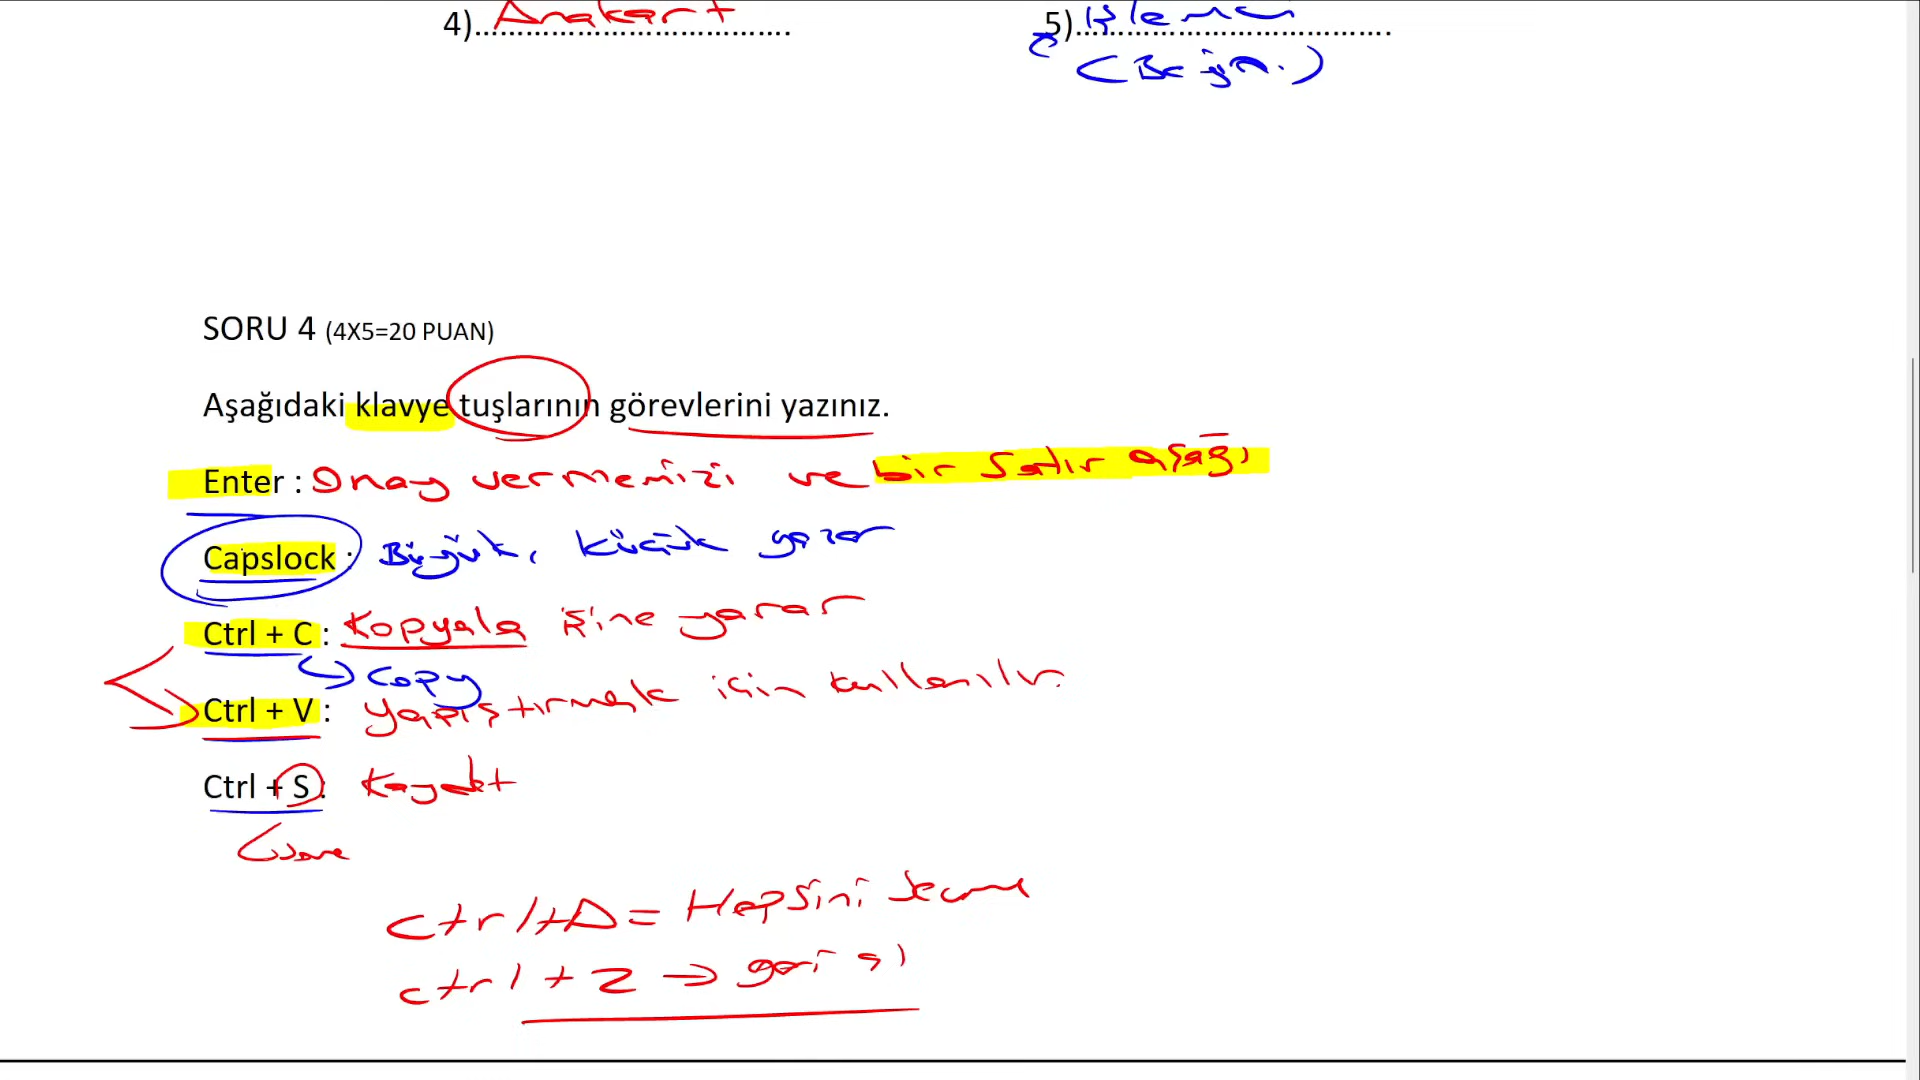 4)....Anakart....
5)....İşlemci....
(Beyin.)
SORU 4 (4X5=20 PUAN)
Aşağıdaki klavye tuşlarının görevlerini yazınız.
Enter : Onay vermemizi ve bir satır aşağı
Capslock : Büyük, küçük yazar
Ctrl + C : Kopyala işine yarar
Copy
Ctrl + V : Yapıştırmak için kullanılır.
Ctrl + S : Kaydet
Save
Ctrl+A = Hepsini seçme
Ctrl + Z → geri al